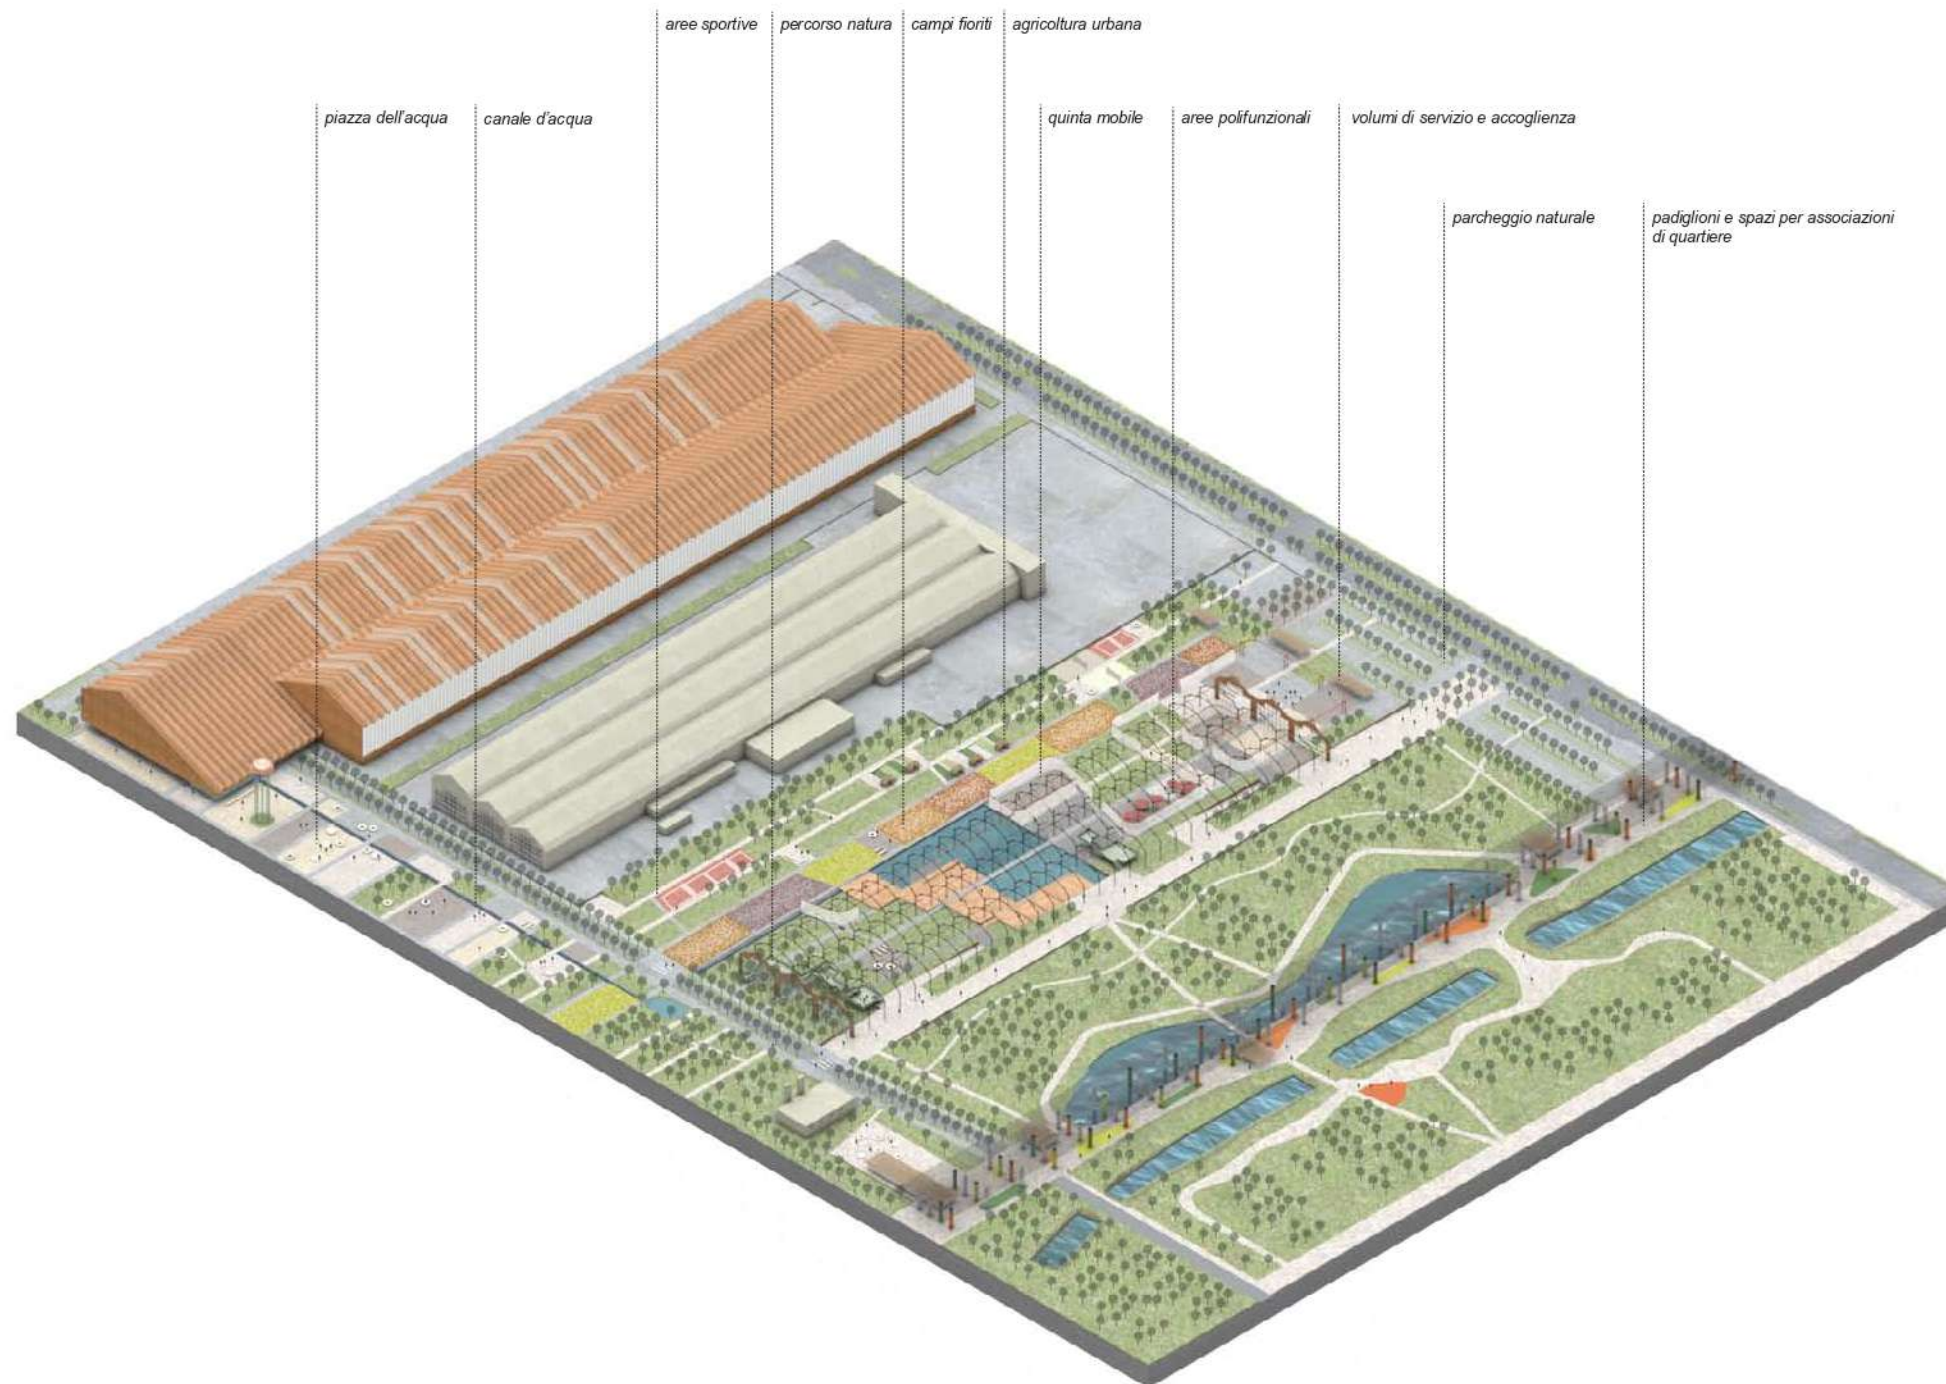 aree sportive
percorso natura
campi fioriti
agricoltura urbana
piazza dell'acqua
canale d'acqua
quinta mobile
aree polifunzionali
volumi di servizio e accoglienza
parcheggio naturale
padiglioni e spazi per associazioni
di quartiere